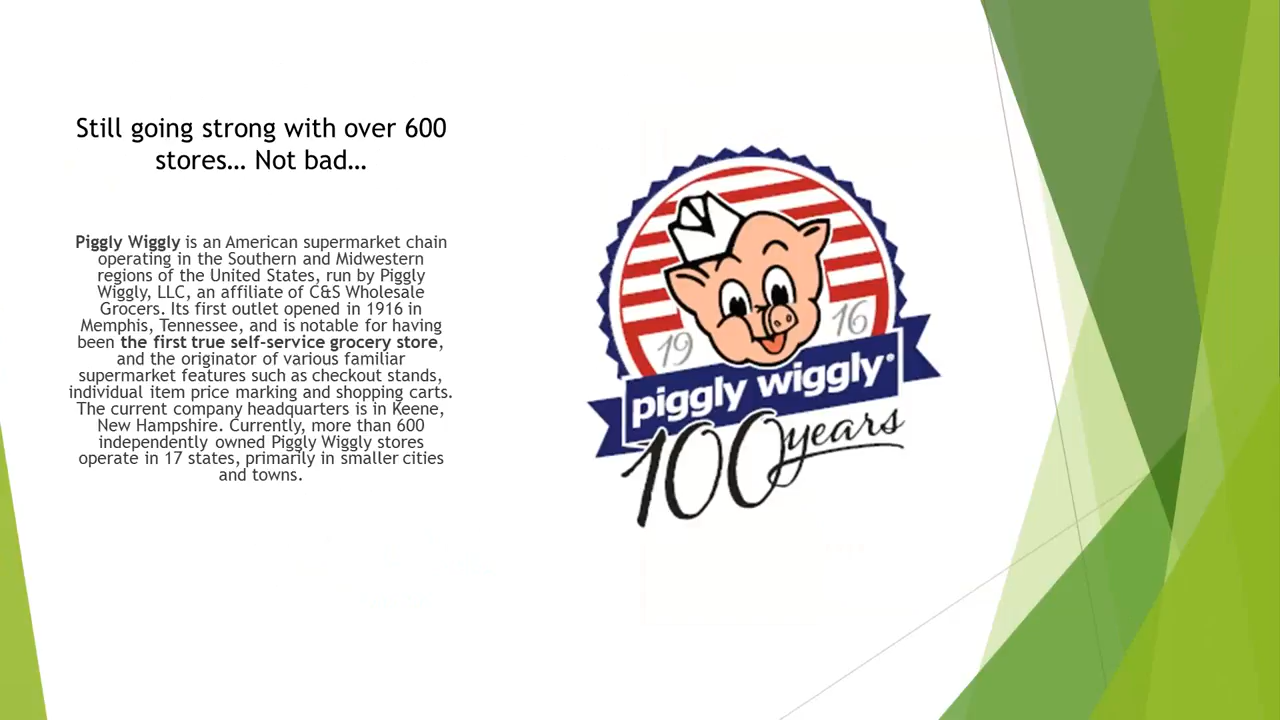 Still going strong with over 600
stores… Not bad…
Piggly Wiggly is an American supermarket chain
operating in the Southern and Midwestern
regions of the United States, run by Piggly
Wiggly, LLC, an affiliate of C&S Wholesale
Grocers. Its first outlet opened in 1916 in
Memphis, Tennessee, and is notable for having
been the first true self-service grocery store,
and the originator of various familiar
supermarket features such as checkout stands,
individual item price marking and shopping carts.
The current company headquarters is in Keene,
New Hampshire. Currently, more than 600
independently owned Piggly Wiggly stores
operate in 17 states, primarily in smaller cities
and towns.
19 16
piggly wiggly
100 years